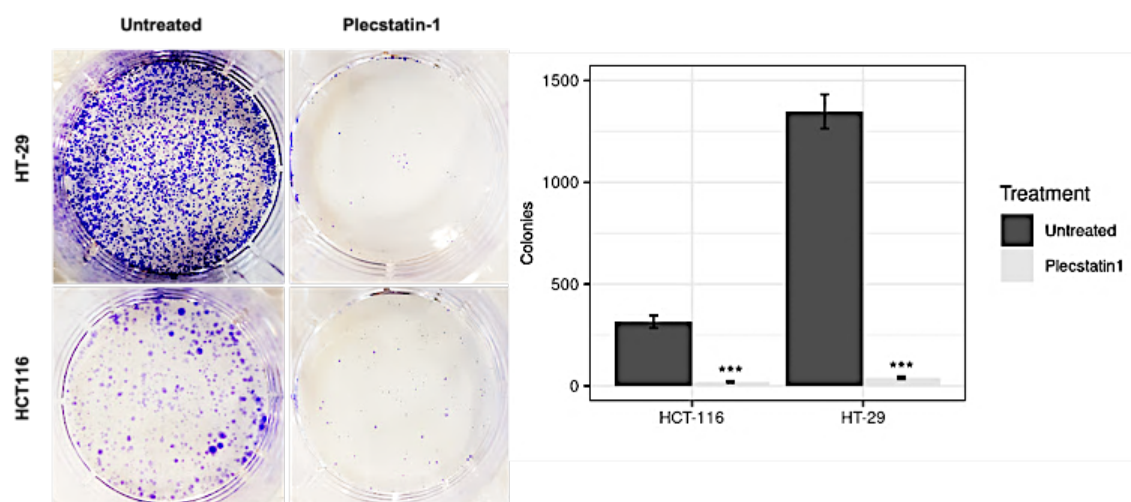 Untreated
Plecstatin-1
HT-29
HCT116
1500
1000
500
0
Colonies
***
***
HCT-116
HT-29
Treatment
Untreated
Plecstatin1